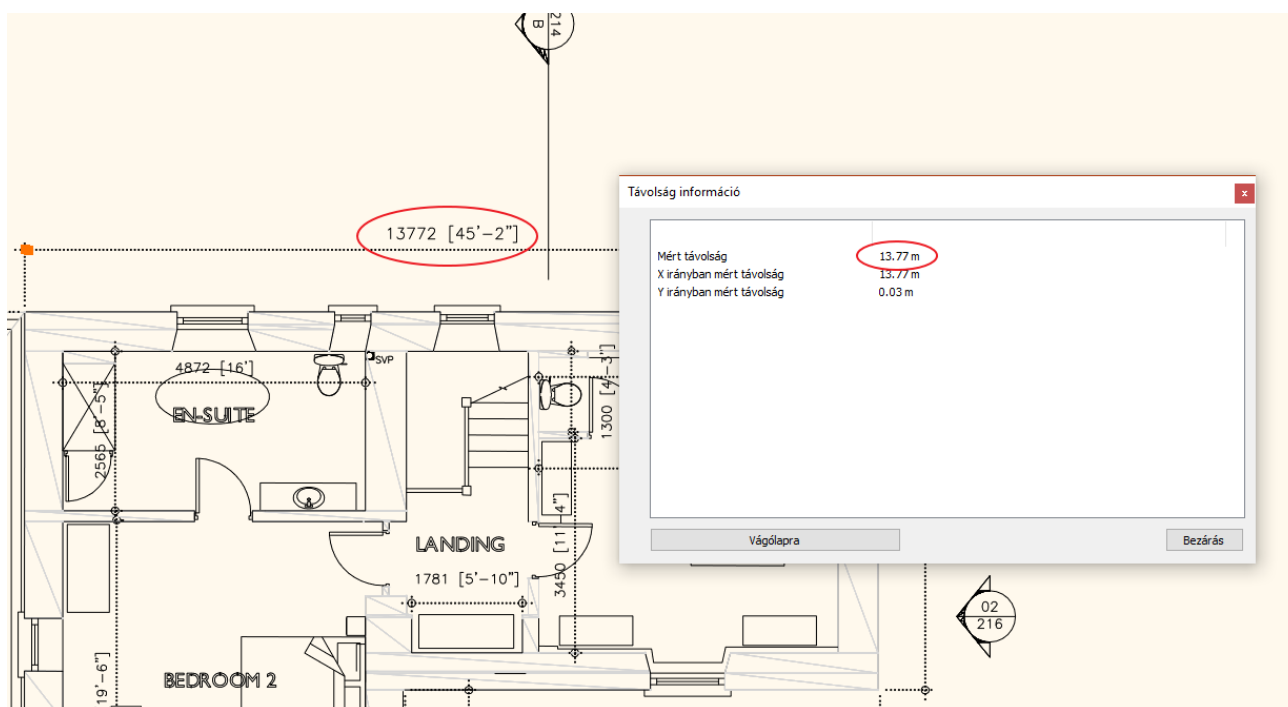 B
214
13772 [45'-2"]
Távolság információ
x
Mért távolság 13.77 m
X irányban mért távolság 13.77 m
Y irányban mért távolság 0.03 m
Vágólapra
Bezárás
4872 [16']
SVP
EN-SUITE
2565 [8'-5"]
1300 [4'-3"]
LANDING
1781 [5'-10"]
3450 [11'-4"]
02
216
BEDROOM 2
19'-6"]